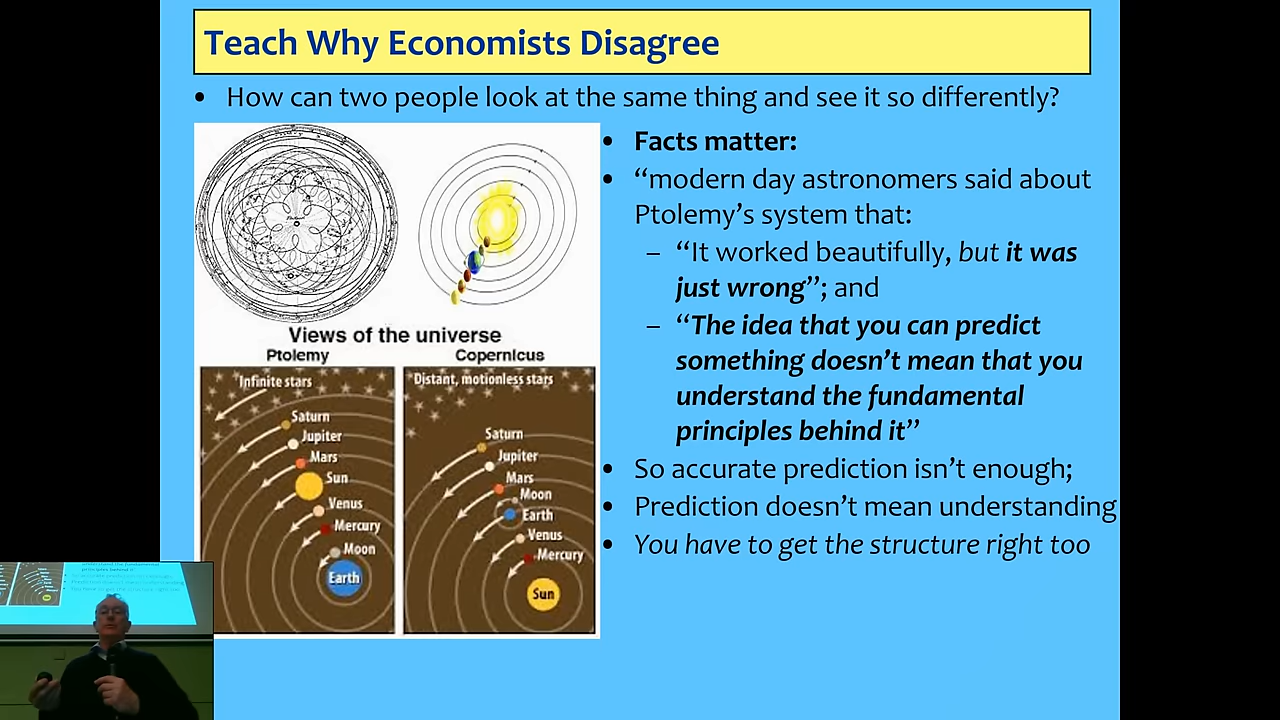 Teach Why Economists Disagree
• How can two people look at the same thing and see it so differently?
Views of the universe
Ptolemy
Infinite stars
Saturn
Jupiter
Mars
Sun
Venus
Mercury
Moon
Earth
Copernicus
Distant, motionless stars
Saturn
Jupiter
Mars
Moon
Earth
Venus
Mercury
Sun
• Facts matter:
• “modern day astronomers said about
Ptolemy’s system that:
– “It worked beautifully, but it was
just wrong”; and
– “The idea that you can predict
something doesn’t mean that you
understand the fundamental
principles behind it”
• So accurate prediction isn’t enough;
• Prediction doesn’t mean understanding
• You have to get the structure right too